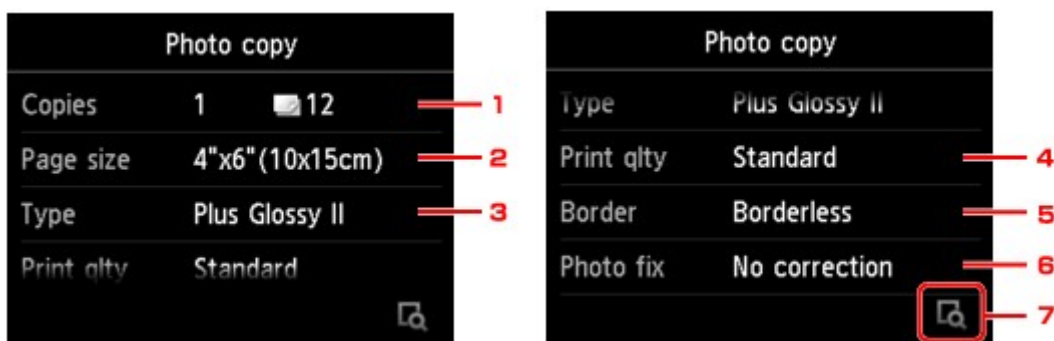 Photo copy
Copies 1 12 1
Page size 4"x6"(10x15cm) 2
Type Plus Glossy II 3
Print qlty Standard
Photo copy
Type Plus Glossy II
Print qlty Standard 4
Border Borderless 5
Photo fix No correction 6
7